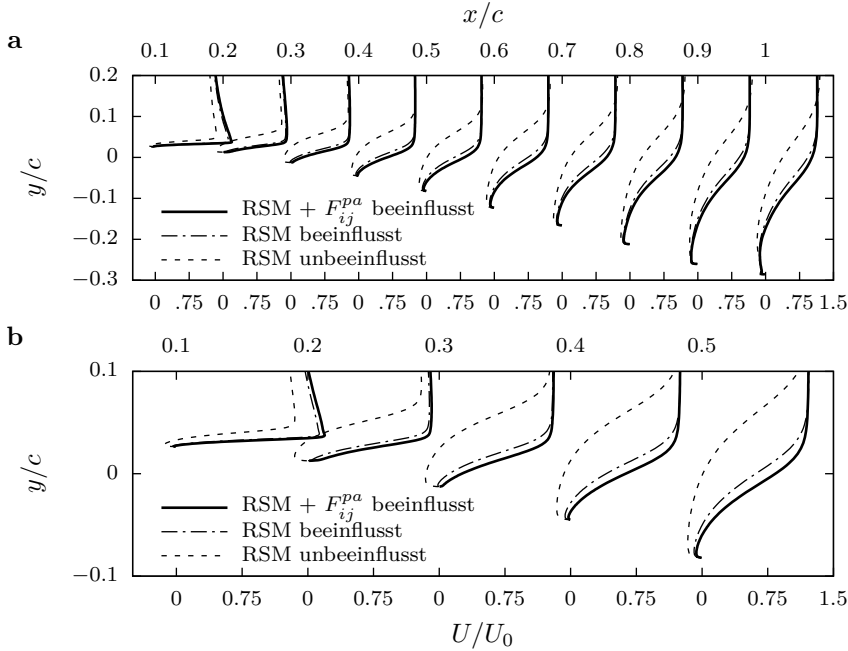 x/c
a
0.1 0.2 0.3 0.4 0.5 0.6 0.7 0.8 0.9 1
0.2
0.1
0
−0.1
−0.2
−0.3
y/c
RSM + F_{ij}^{pa} beeinflusst
RSM beeinflusst
RSM unbeeinflusst
0 .75 0 .75 0 .75 0 .75 0 .75 0 .75 0 .75 0 .75 0 .75 0 .75 1.5
b
0.1 0.2 0.3 0.4 0.5
0.1
0
−0.1
y/c
RSM + F_{ij}^{pa} beeinflusst
RSM beeinflusst
RSM unbeeinflusst
0 0.75 0 0.75 0 0.75 0 0.75 0 0.75 1.5
U/U_0